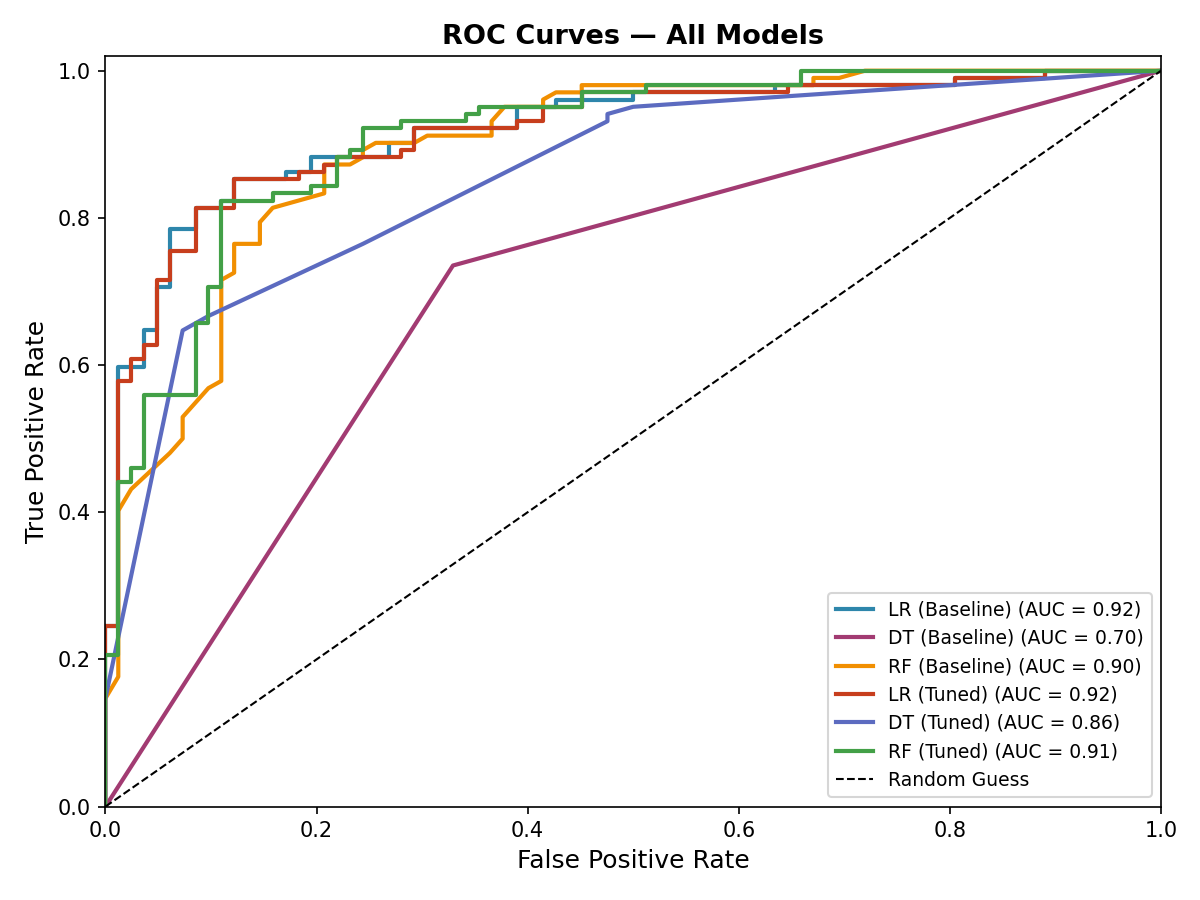 ROC Curves — All Models
1.0
0.8
0.6
0.4
0.2
0.0
True Positive Rate
0.0 0.2 0.4 0.6 0.8 1.0
False Positive Rate
LR (Baseline) (AUC = 0.92)
DT (Baseline) (AUC = 0.70)
RF (Baseline) (AUC = 0.90)
LR (Tuned) (AUC = 0.92)
DT (Tuned) (AUC = 0.86)
RF (Tuned) (AUC = 0.91)
Random Guess